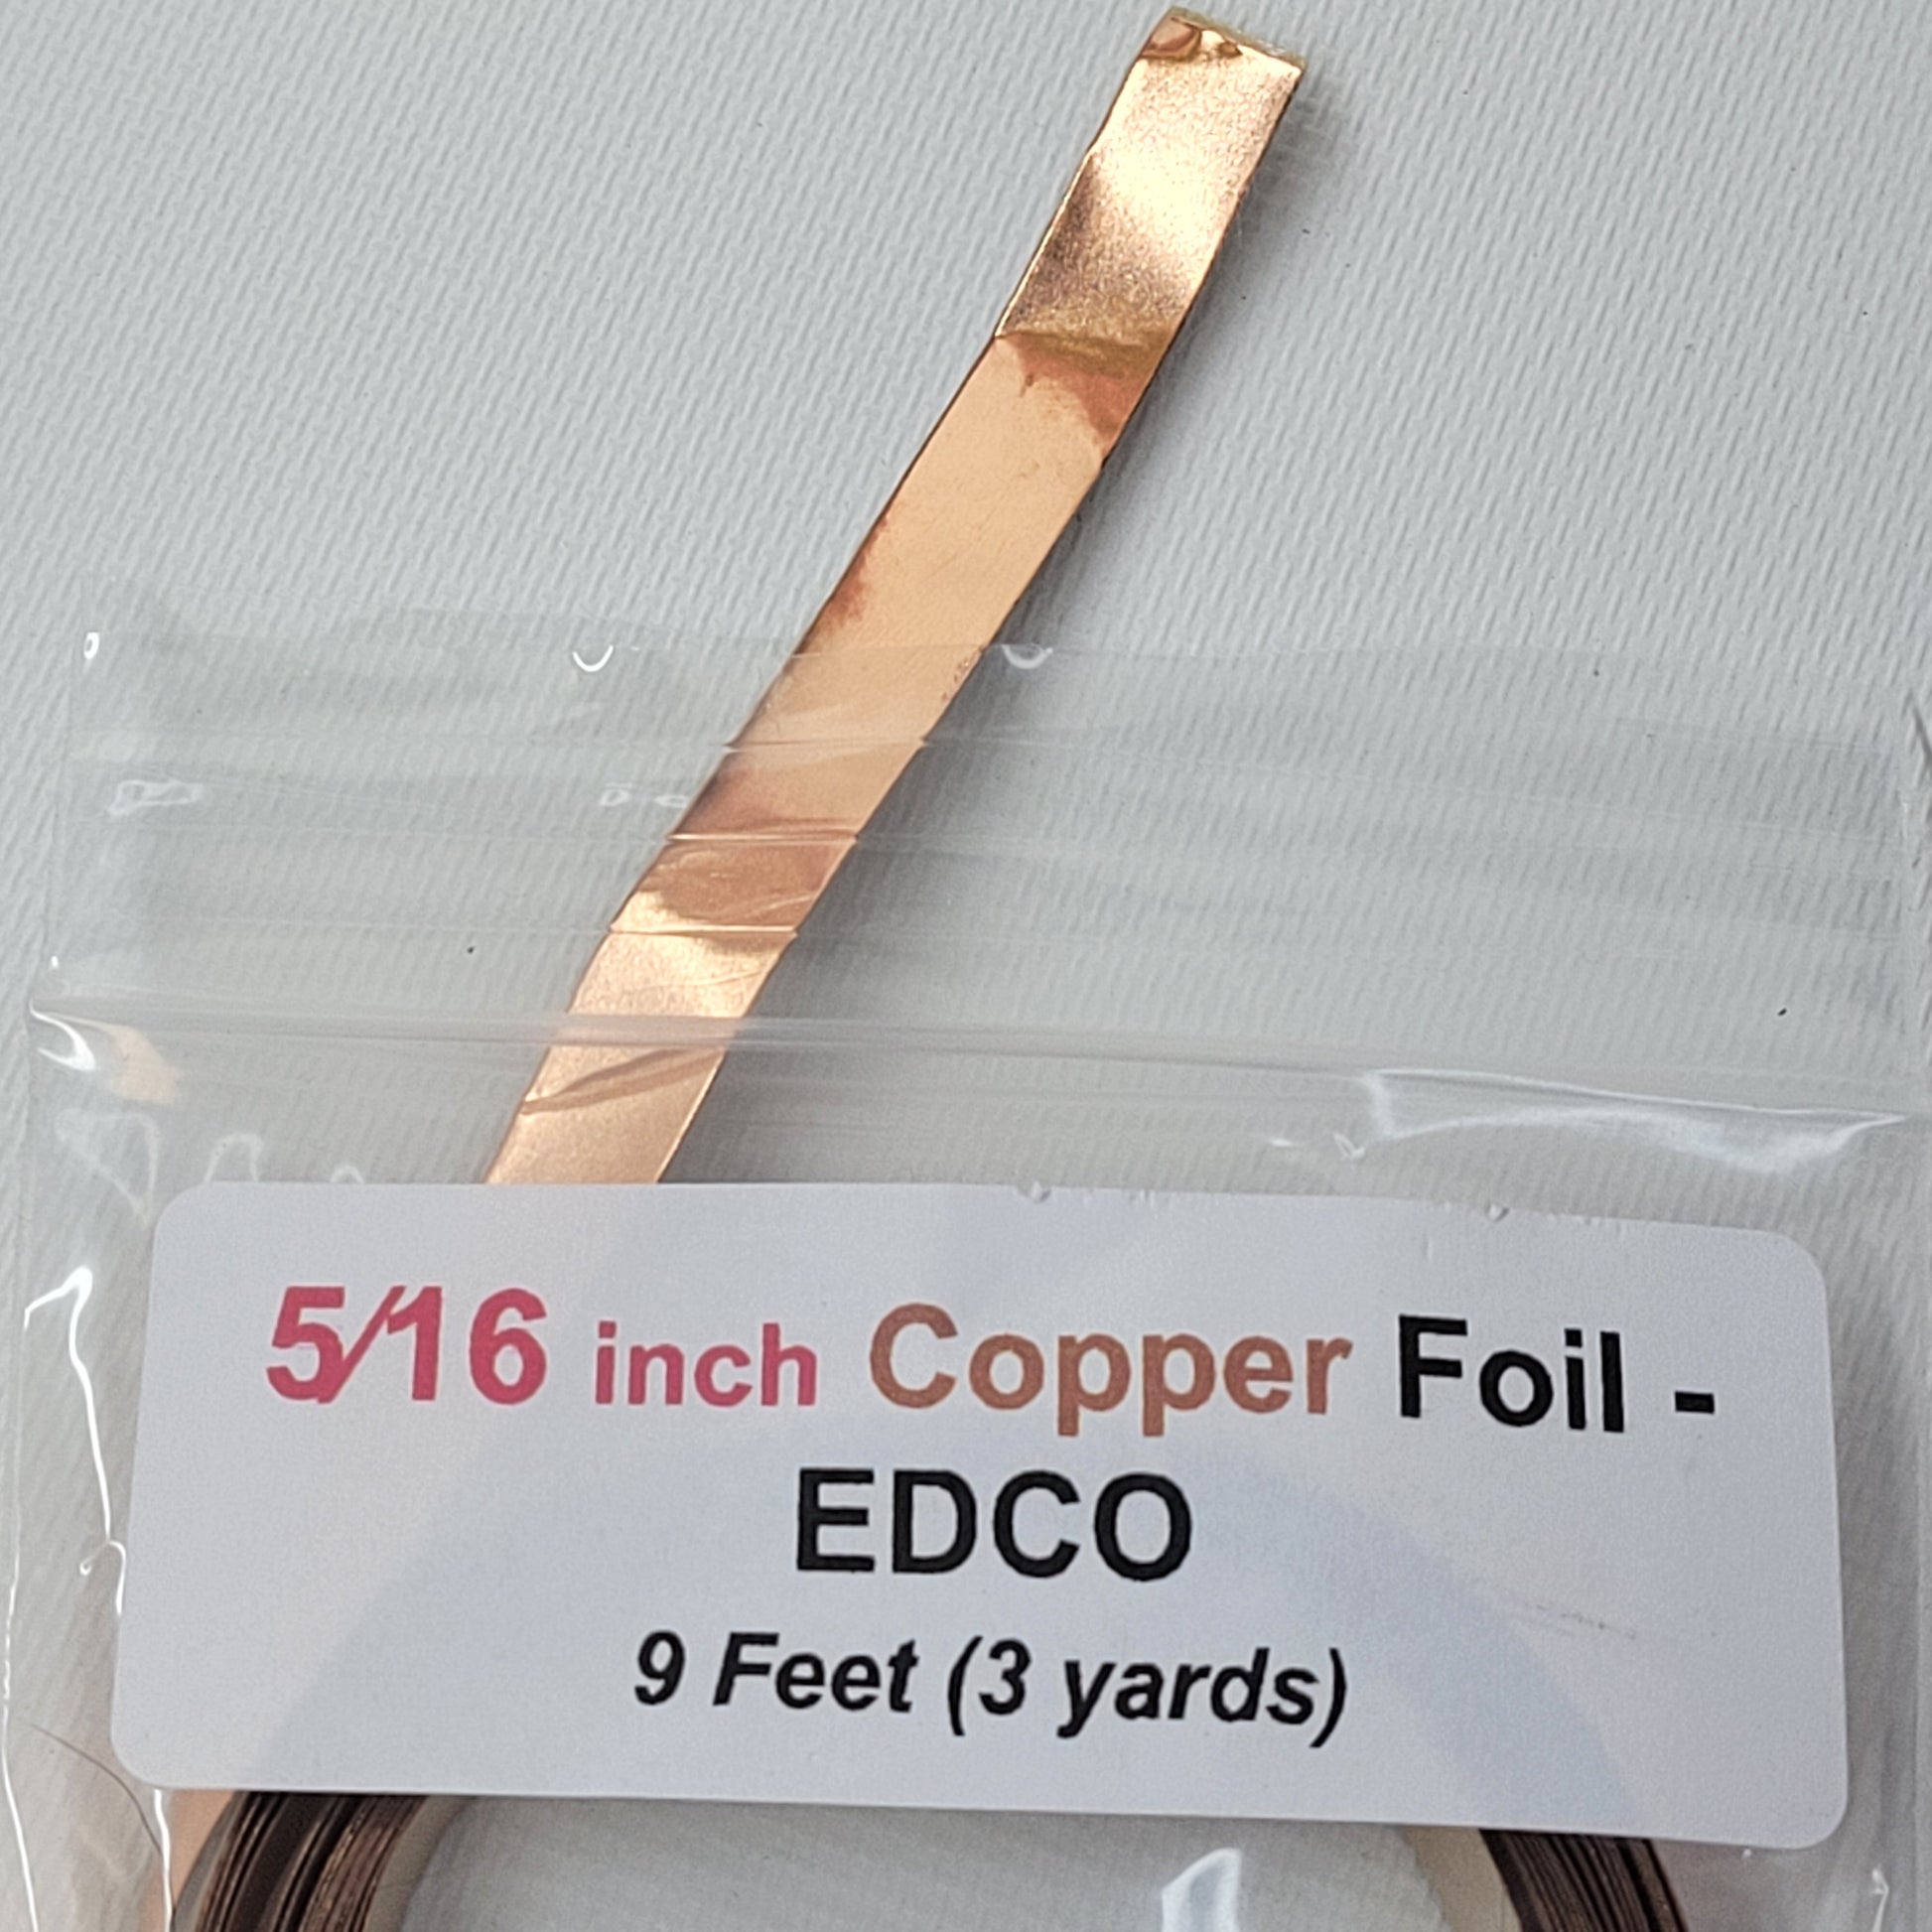 5/16 inch Copper Foil -
EDCO
9 Feet (3 yards)